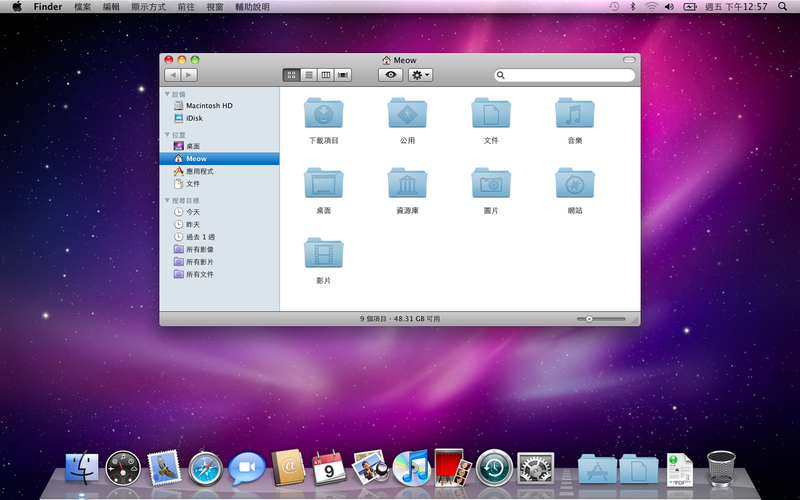 Finder 檔案 編輯 顯示方式 前往 視窗 輔助說明 週五 下午12:57
Meow
設備
Macintosh HD
iDisk
位置
桌面
Meow
應用程式
文件
搜尋目標
今天
昨天
過去 1 週
所有影像
所有影片
所有文件
下載項目 公用 文件 音樂
桌面 資源庫 圖片 網站
影片
9 個項目，48.31 GB 可用
9
PDF